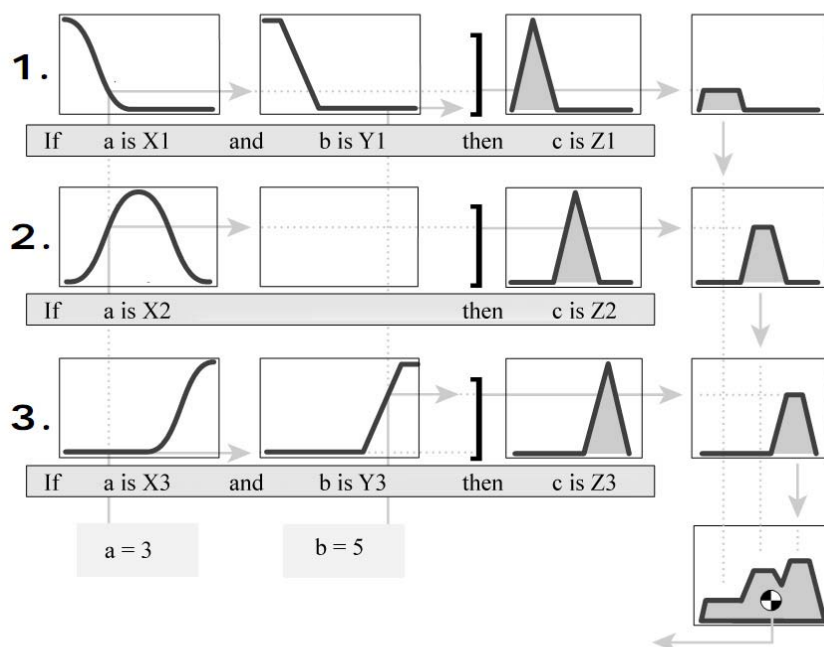 1.
If a is X1 and b is Y1 then c is Z1
2.
If a is X2 then c is Z2
3.
If a is X3 and b is Y3 then c is Z3
a = 3 b = 5